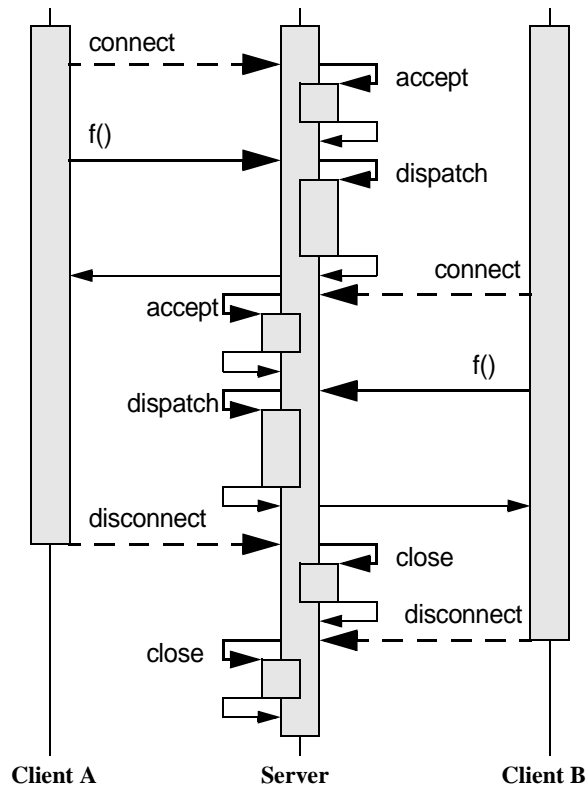 connect
accept
f()
dispatch
connect
accept
f()
dispatch
disconnect
close
disconnect
close
Client A
Server
Client B